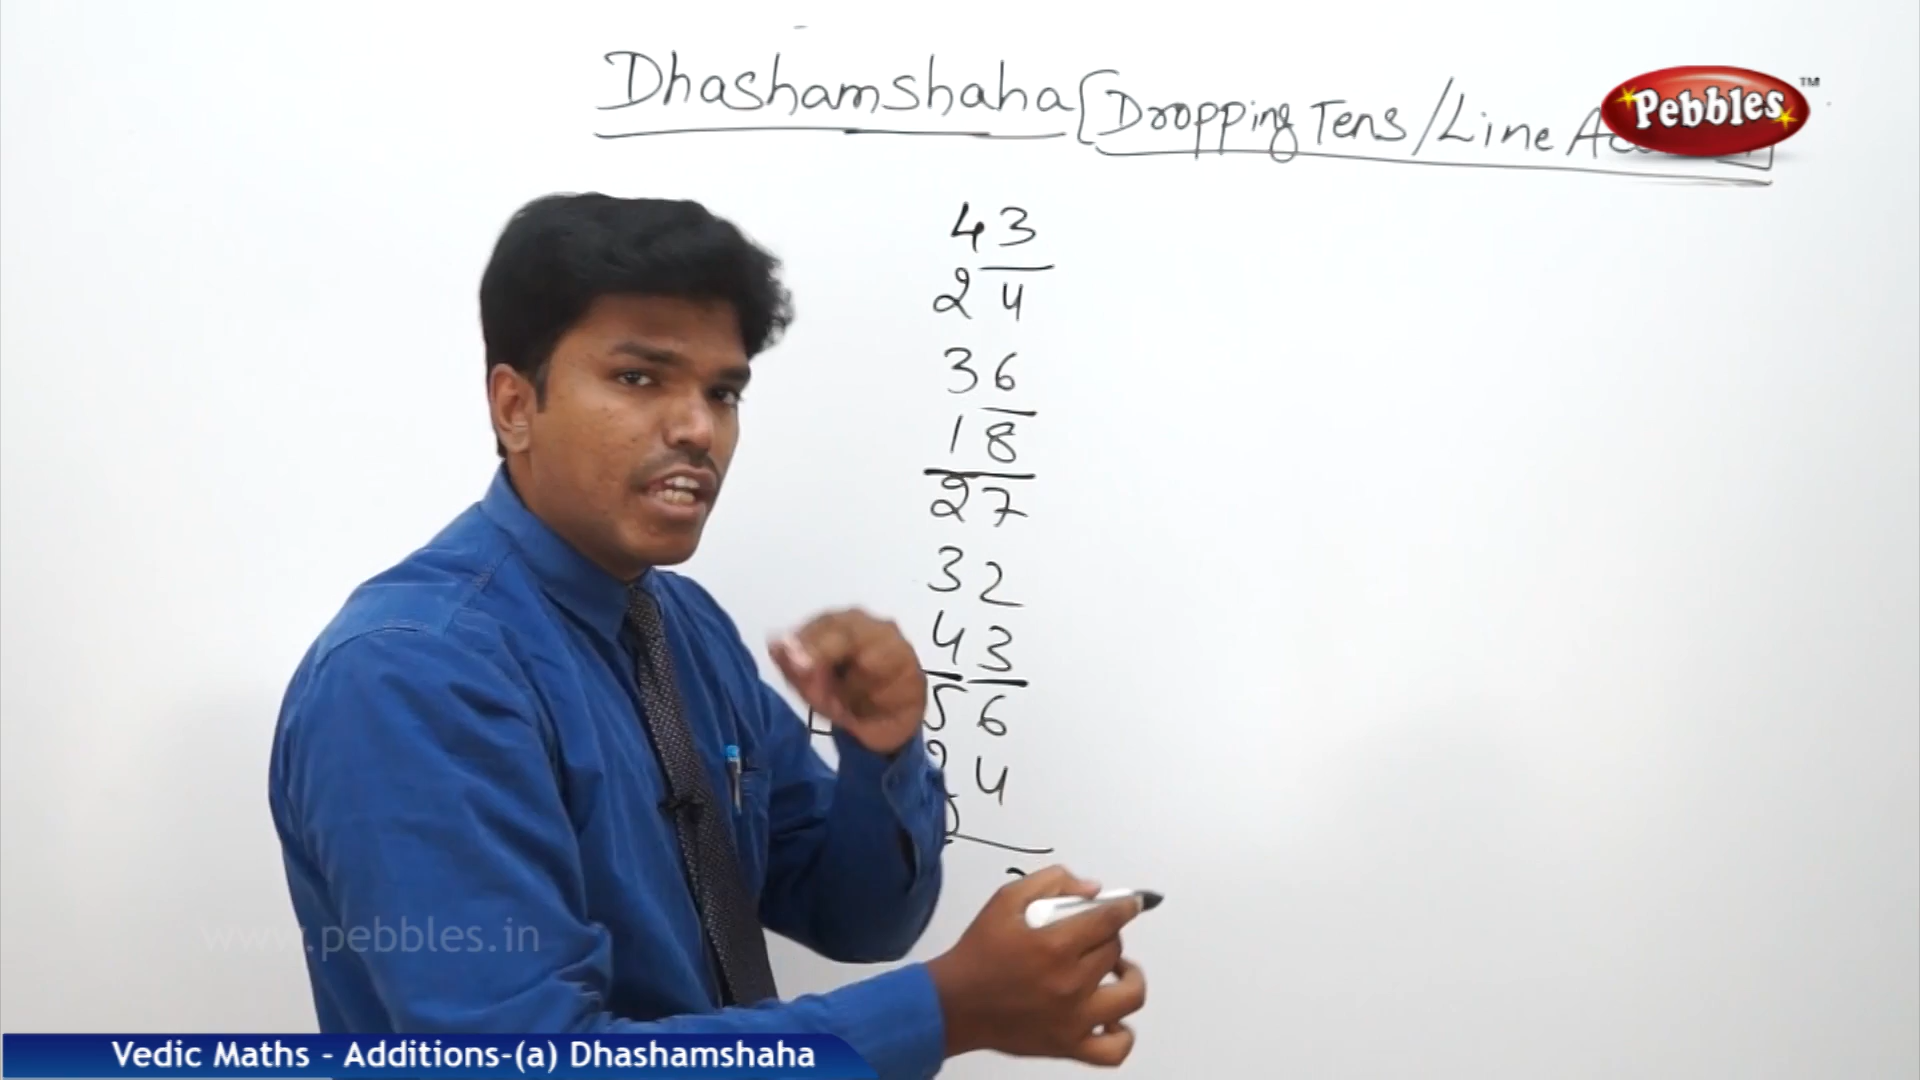 Dhashamshaha [Dropping Tens/Line
Pebbles™
43
24
36
18
27
32
43
56
4
www.pebbles.in
Vedic Maths - Additions-(a) Dhashamshaha